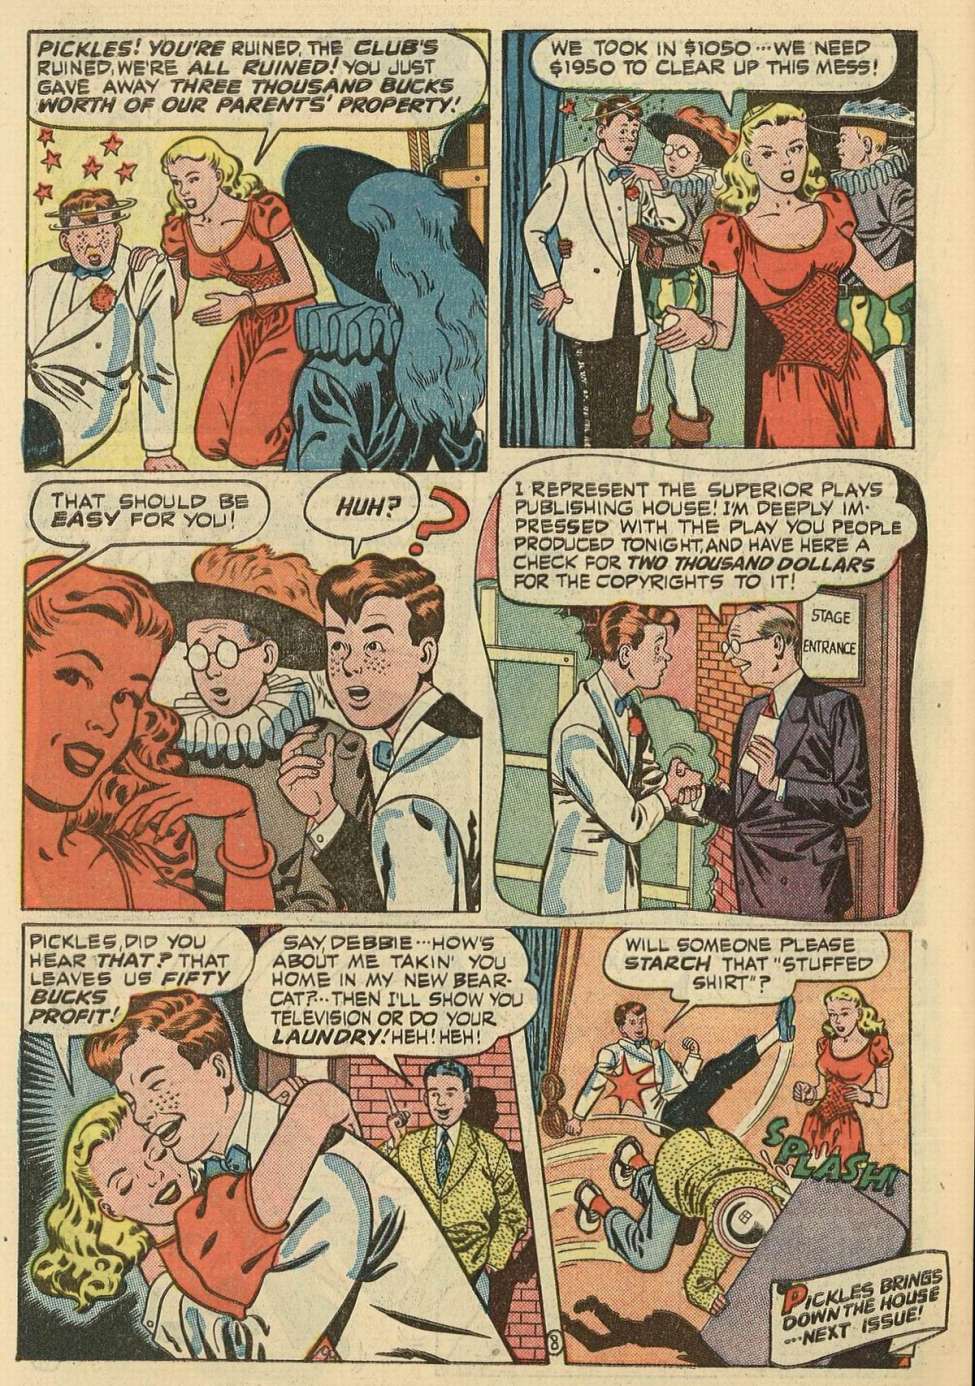 PICKLES! YOU'RE RUINED, THE CLUB'S
RUINED, WE'RE ALL RUINED! YOU JUST
GAVE AWAY THREE THOUSAND BUCKS
WORTH OF OUR PARENTS' PROPERTY!
WE TOOK IN $1050...WE NEED
$1950 TO CLEAR UP THIS MESS!
THAT SHOULD BE
EASY FOR YOU!
HUH?
?
I REPRESENT THE SUPERIOR PLAYS
PUBLISHING HOUSE! I'M DEEPLY IM-
PRESSED WITH THE PLAY YOU PEOPLE
PRODUCED TONIGHT, AND HAVE HERE A
CHECK FOR TWO THOUSAND DOLLARS
FOR THE COPYRIGHTS TO IT!
STAGE
ENTRANCE
PICKLES, DID YOU
HEAR THAT? THAT
LEAVES US FIFTY
BUCKS
PROFIT!
SAY, DEBBIE...HOW'S
ABOUT ME TAKIN' YOU
HOME IN MY NEW BEAR-
CAT?...THEN I'LL SHOW YOU
TELEVISION OR DO YOUR
LAUNDRY! HEH! HEH!
WILL SOMEONE PLEASE
STARCH THAT "STUFFED
SHIRT"?
SPLASH!
PICKLES BRINGS
DOWN THE HOUSE
...NEXT ISSUE!
8